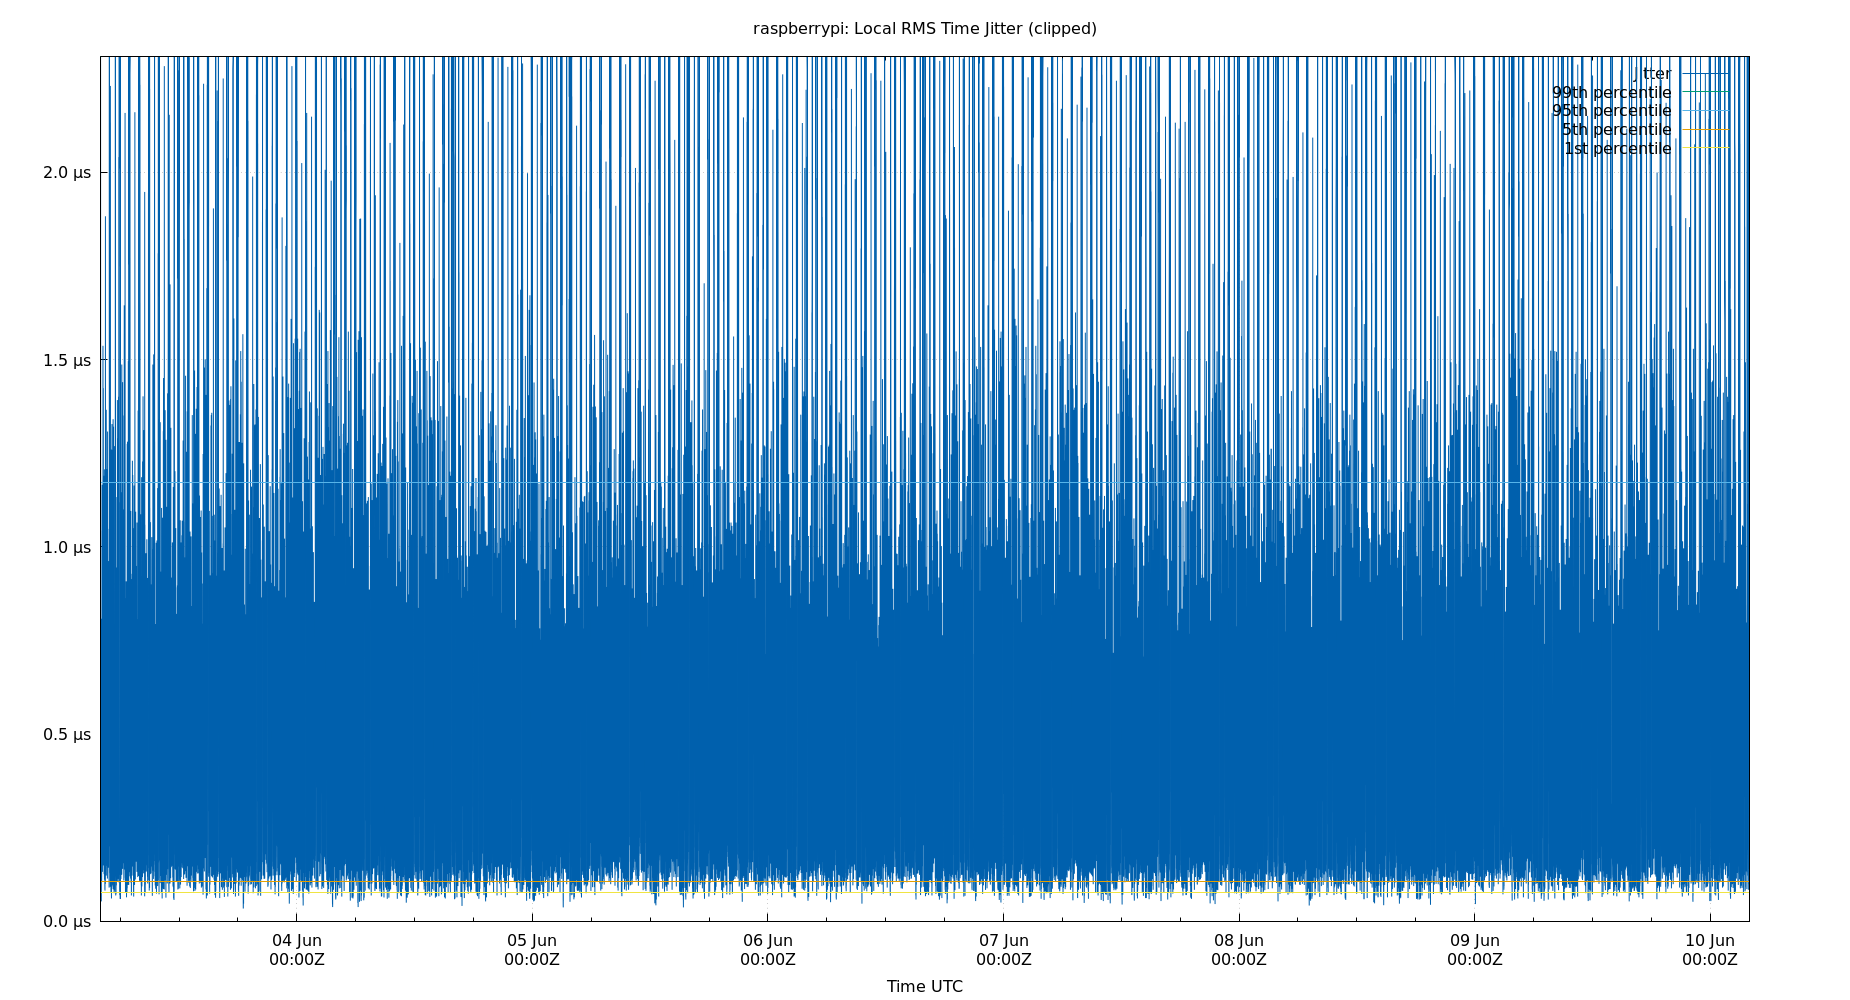 raspberrypi: Local RMS Time Jitter (clipped)
Jitter
99th percentile
95th percentile
5th percentile
1st percentile
2.0 μs
1.5 μs
1.0 μs
0.5 μs
0.0 μs
04 Jun 05 Jun 06 Jun 07 Jun 08 Jun 09 Jun 10 Jun
00:00Z 00:00Z 00:00Z 00:00Z 00:00Z 00:00Z 00:00Z
Time UTC